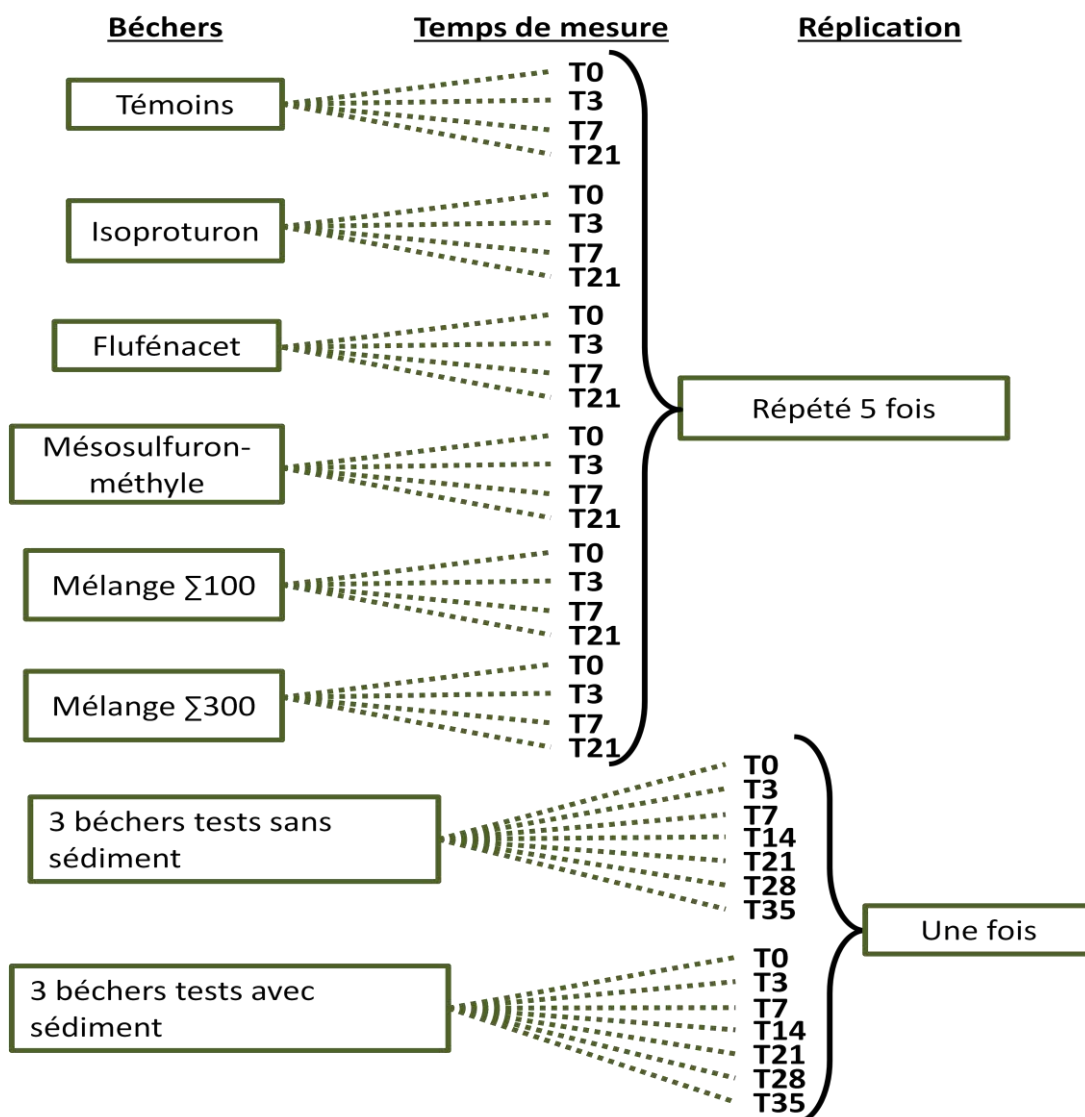 Béchers Temps de mesure Réplication
Témoins
T0
T3
T7
T21
Isoproturon
T0
T3
T7
T21
Flufénacet
T0
T3
T7
T21
Mésosulfuron-
méthyle
T0
T3
T7
T21
Mélange ∑100
T0
T3
T7
T21
Mélange ∑300
T0
T3
T7
T21
Répété 5 fois
3 béchers tests sans
sédiment
T0
T3
T7
T14
T21
T28
T35
3 béchers tests avec
sédiment
T0
T3
T7
T14
T21
T28
T35
Une fois